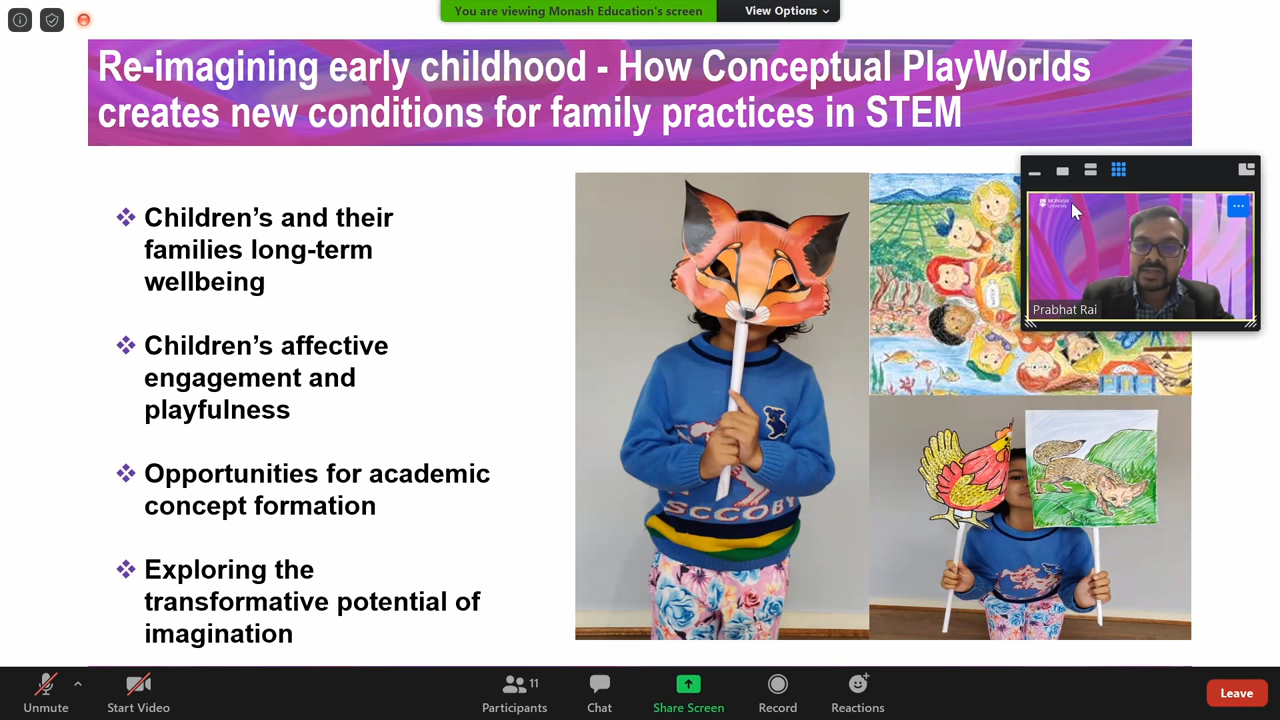 You are viewing Monash Education's screen
View Options
Re-imagining early childhood - How Conceptual PlayWorlds
creates new conditions for family practices in STEM
❖ Children’s and their
families long-term
wellbeing
❖ Children’s affective
engagement and
playfulness
❖ Opportunities for academic
concept formation
❖ Exploring the
transformative potential of
imagination
SCCOBY
MONASH
University
Prabhat Rai
Unmute
Start Video
11
Participants
Chat
Share Screen
Record
Reactions
Leave